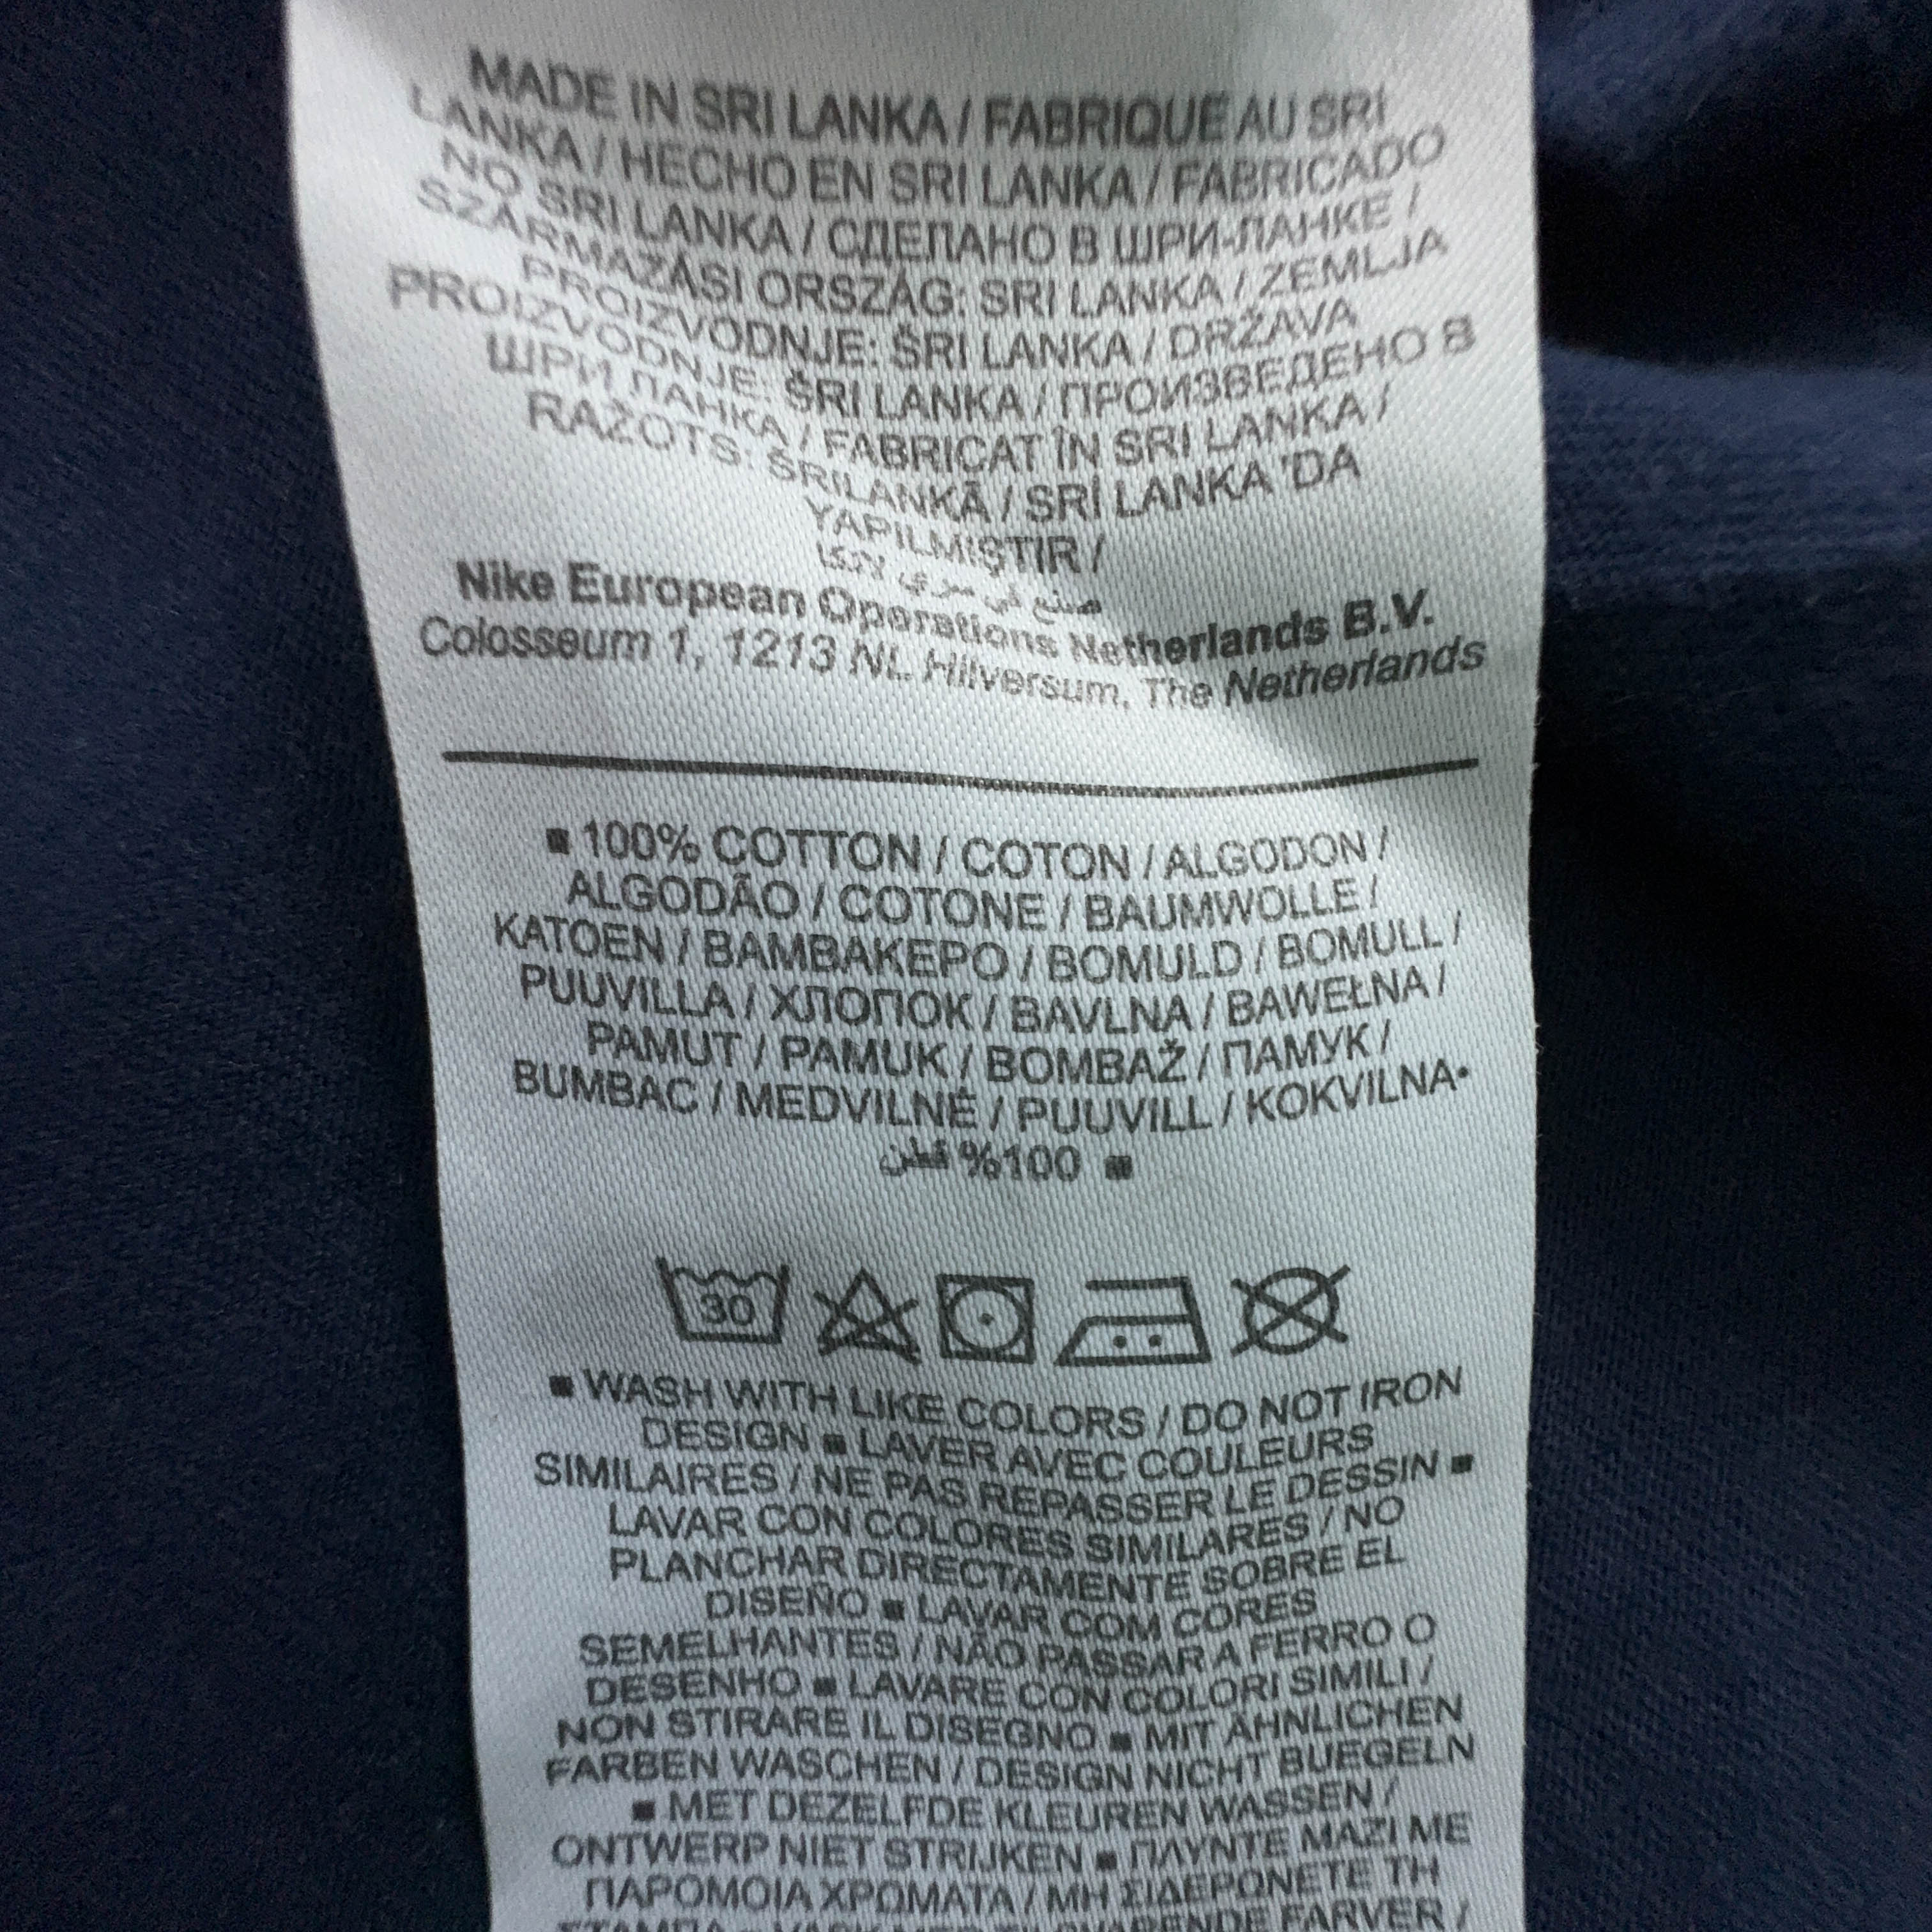 MADE IN SRI LANKA / FABRIQUE AU SRI
LANKA / HECHO EN SRI LANKA / FABRICADO
NO SRI LANKA / СДЕЛАНО В ШРИ-ЛАНКЕ /
SZÁRMAZÁSI ORSZÁG: SRI LANKA / ZEMLJA
PROIZVODNJE: ŠRI LANKA / DRŽAVA
PROIZVODNJE: ŠRI LANKA / ПРОИЗВЕДЕНО В
ШРИ ЛАНКА / FABRICAT ÎN SRI LANKA /
RAŽOTS: ŠRILANKĀ / SRİ LANKA 'DA
YAPILMIŞTIR /
صنع في سري لانكا
Nike European Operations Netherlands B.V.
Colosseum 1, 1213 NL Hilversum, The Netherlands
▪ 100% COTTON / COTON / ALGODON /
ALGODÃO / COTONE / BAUMWOLLE /
KATOEN / ΒΑΜΒΑΚΕΡΟ / BOMULD / BOMULL /
PUUVILLA / ХЛОПОК / BAVLNA / BAWEŁNA /
PAMUT / PAMUK / BOMBAŽ / ПАМУК /
BUMBAC / MEDVILNĖ / PUUVILL / KOKVILNA•
▪ 100% قطن
30
▪ WASH WITH LIKE COLORS / DO NOT IRON
DESIGN ▪ LAVER AVEC COULEURS
SIMILAIRES / NE PAS REPASSER LE DESSIN ▪
LAVAR CON COLORES SIMILARES / NO
PLANCHAR DIRECTAMENTE SOBRE EL
DISEÑO ▪ LAVAR COM CORES
SEMELHANTES / NÃO PASSAR A FERRO O
DESENHO ▪ LAVARE CON COLORI SIMILI /
NON STIRARE IL DISEGNO ▪ MIT ÄHNLICHEN
FARBEN WASCHEN / DESIGN NICHT BUEGELN
▪ MET DEZELFDE KLEUREN WASSEN /
ONTWERP NIET STRIJKEN ▪ ΠΛΥΝΤΕ ΜΑΖΙ ΜΕ
ΠΑΡΟΜΟΙΑ ΧΡΩΜΑΤΑ / ΜΗ ΣΙΔΕΡΩΝΕΤΕ ΤΗ
ΣΤΑΜΠΑ FARVER /